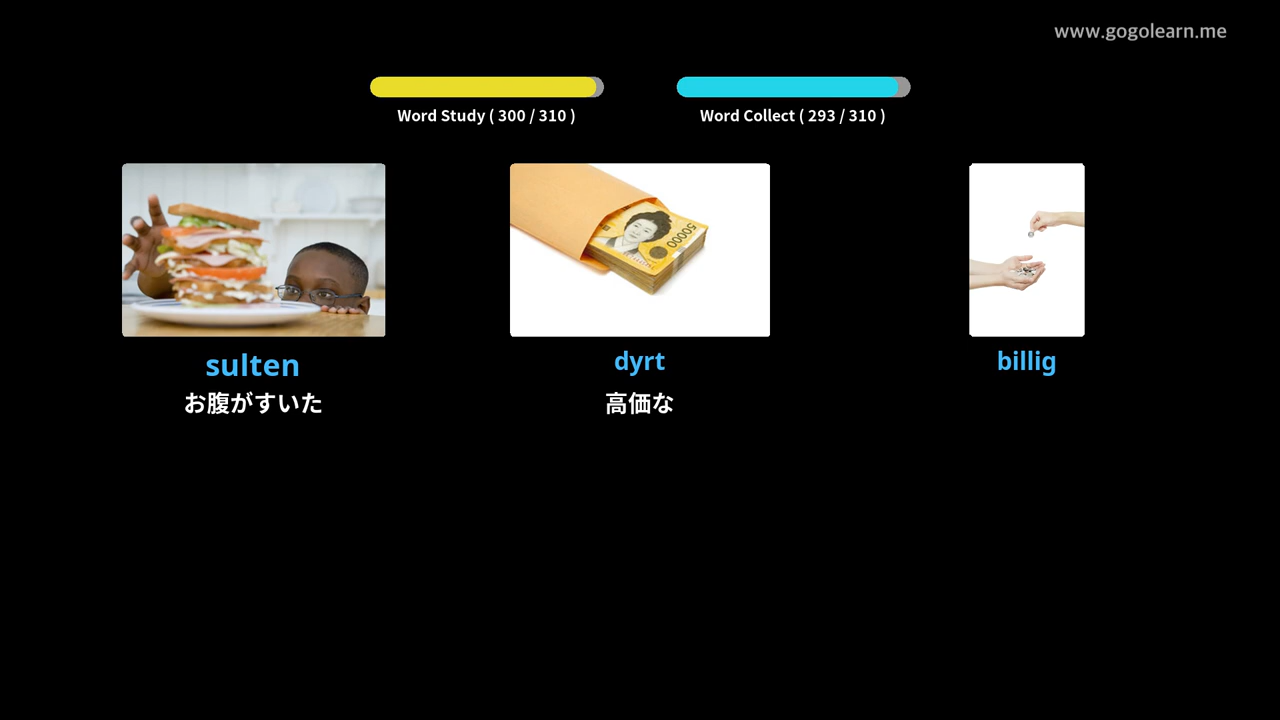 www.gogolearn.me
Word Study ( 300 / 310 )
Word Collect ( 293 / 310 )
50000
sulten
dyrt
billig
お腹がすいた
高価な